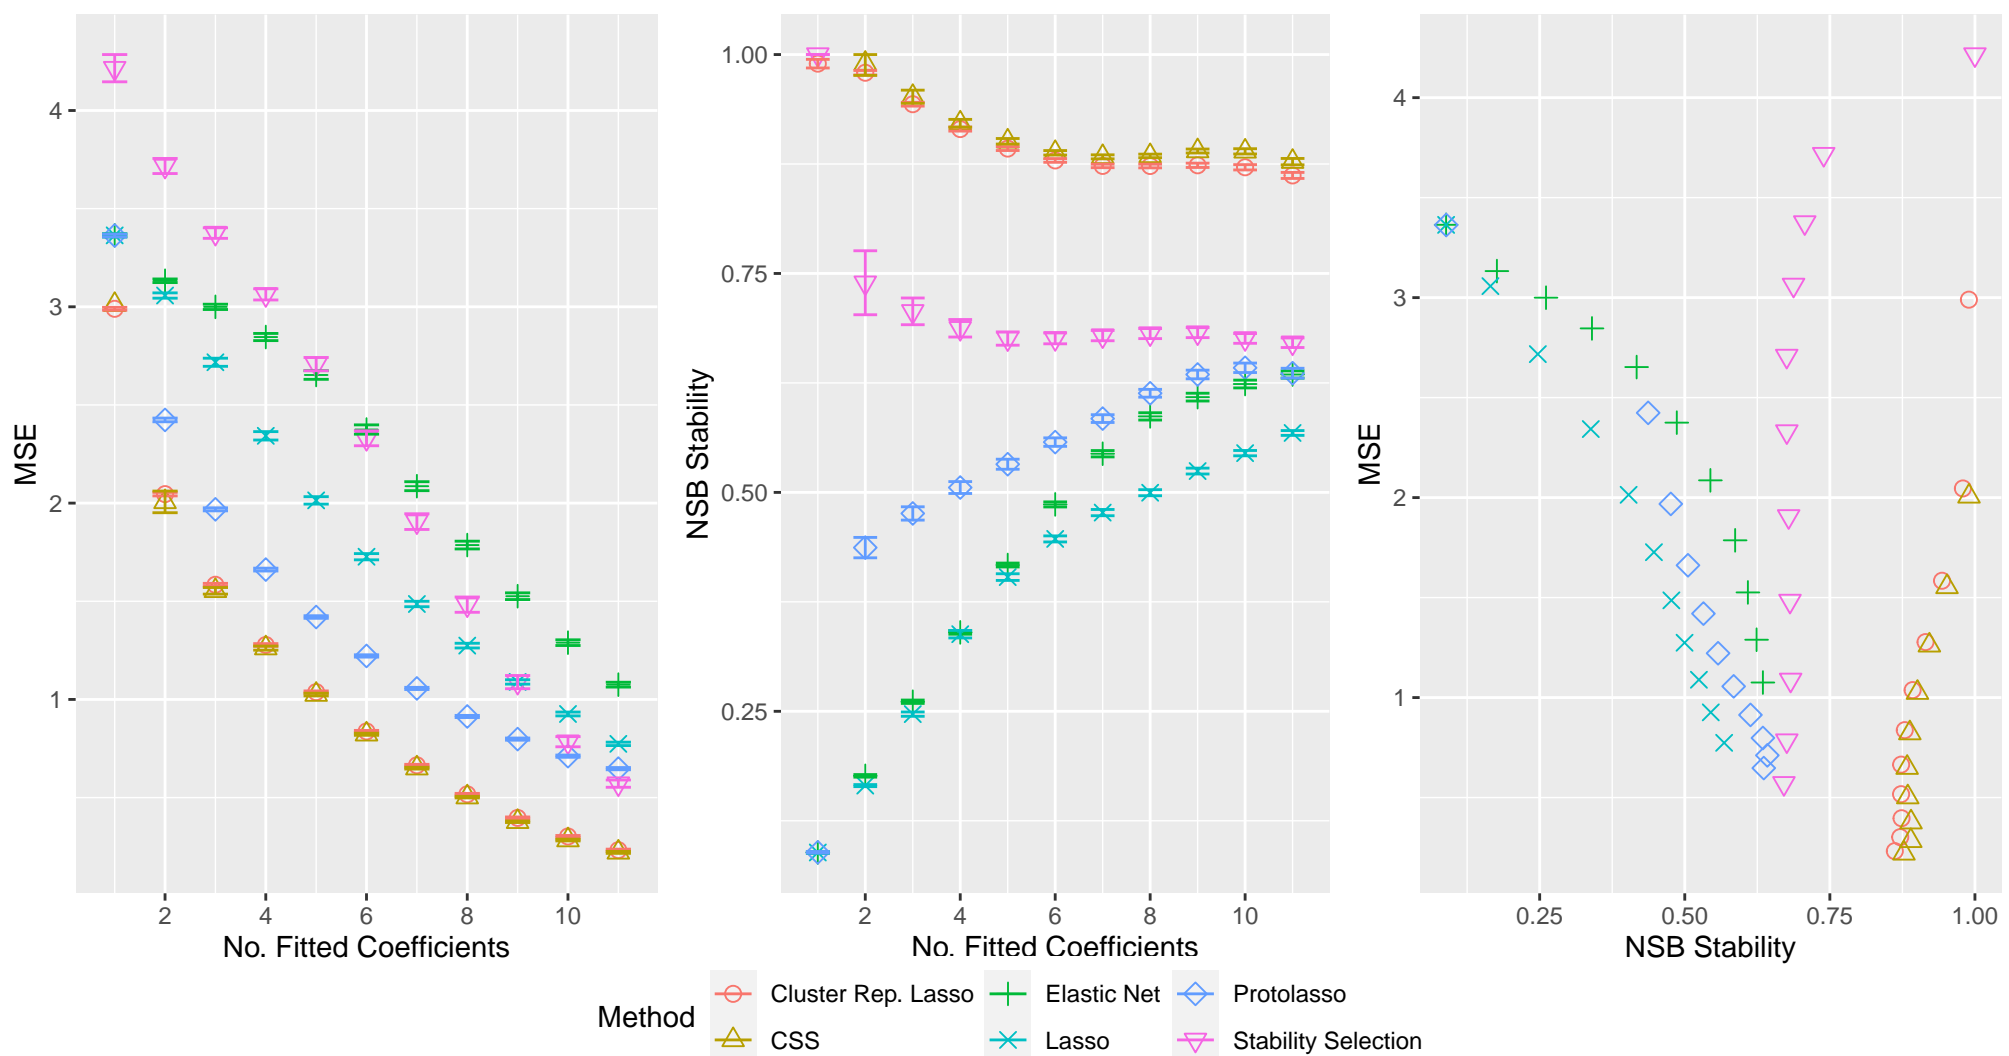 4
3
2
1
MSE
2
4
6
8
10
No. Fitted Coefficients
1.00
0.75
0.50
0.25
NSB Stability
2
4
6
8
10
No. Fitted Coefficients
4
3
2
1
MSE
0.25
0.50
0.75
1.00
NSB Stability
Method
Cluster Rep. Lasso
Elastic Net
Protolasso
CSS
Lasso
Stability Selection